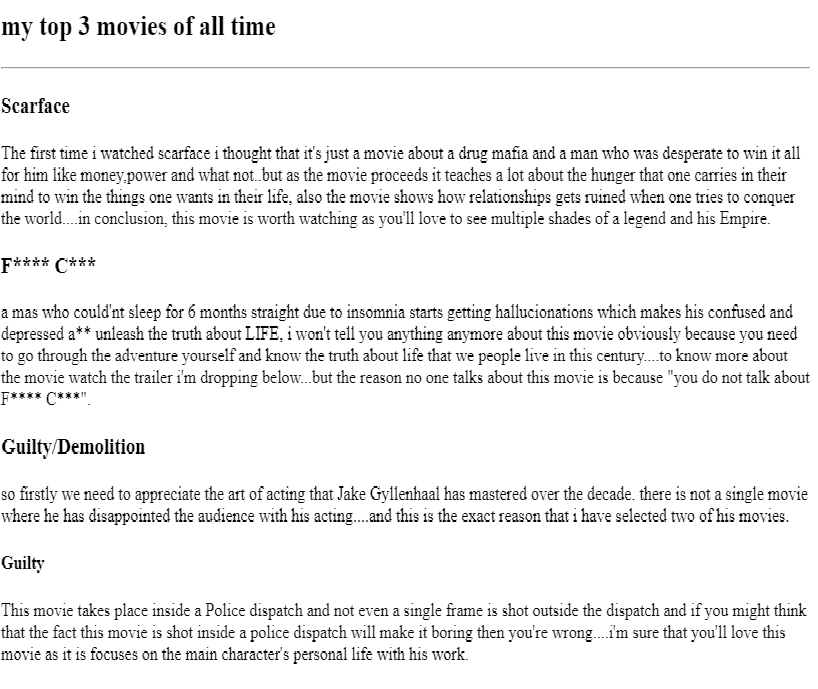 my top 3 movies of all time
Scarface
The first time i watched scarface i thought that it's just a movie about a drug mafia and a man who was desperate to win it all
for him like money,power and what not..but as the movie proceeds it teaches a lot about the hunger that one carries in their
mind to win the things one wants in their life, also the movie shows how relationships gets ruined when one tries to conquer
the world....in conclusion, this movie is worth watching as you'll love to see multiple shades of a legend and his Empire.
F**** C***
a mas who could'nt sleep for 6 months straight due to insomnia starts getting hallucionations which makes his confused and
depressed a** unleash the truth about LIFE, i won't tell you anything anymore about this movie obviously because you need
to go through the adventure yourself and know the truth about life that we people live in this century....to know more about
the movie watch the trailer i'm dropping below...but the reason no one talks about this movie is because "you do not talk about
F**** C***".
Guilty/Demolition
so firstly we need to appreciate the art of acting that Jake Gyllenhaal has mastered over the decade. there is not a single movie
where he has disappointed the audience with his acting....and this is the exact reason that i have selected two of his movies.
Guilty
This movie takes place inside a Police dispatch and not even a single frame is shot outside the dispatch and if you might think
that the fact this movie is shot inside a police dispatch will make it boring then you're wrong....i'm sure that you'll love this
movie as it is focuses on the main character's personal life with his work.